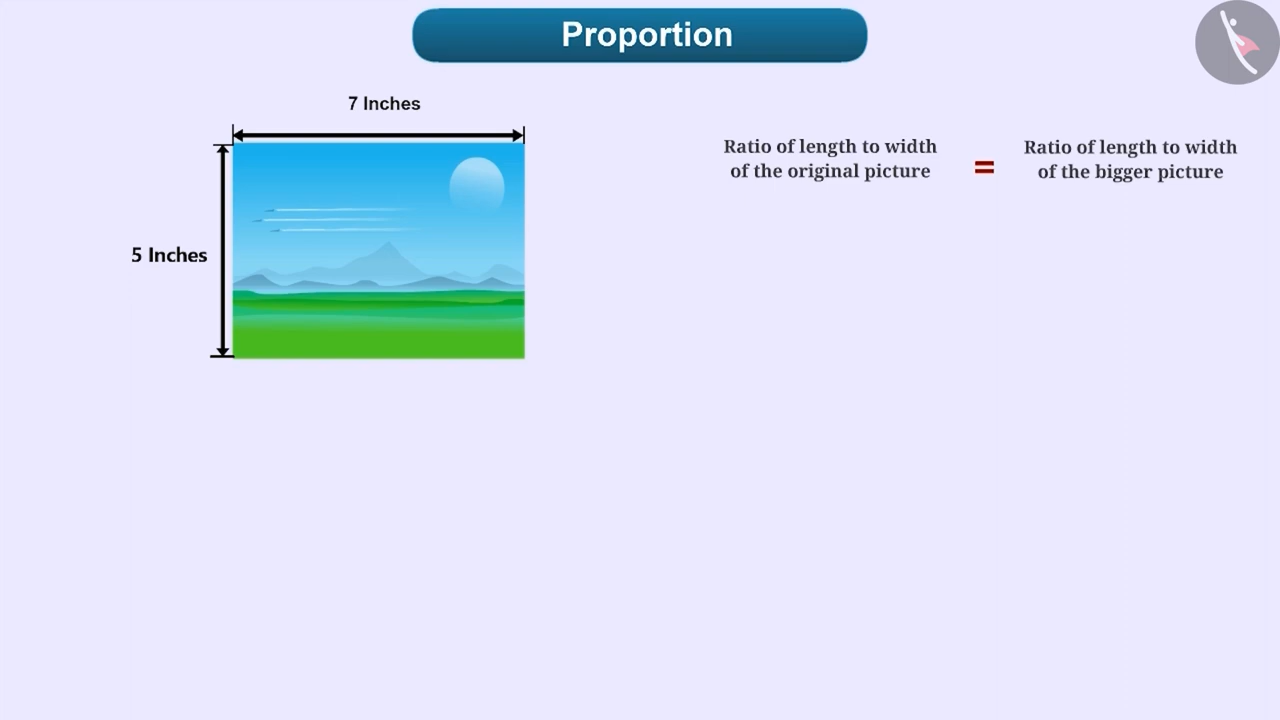 Proportion
7 Inches
5 Inches
Ratio of length to width
of the original picture
=
Ratio of length to width
of the bigger picture